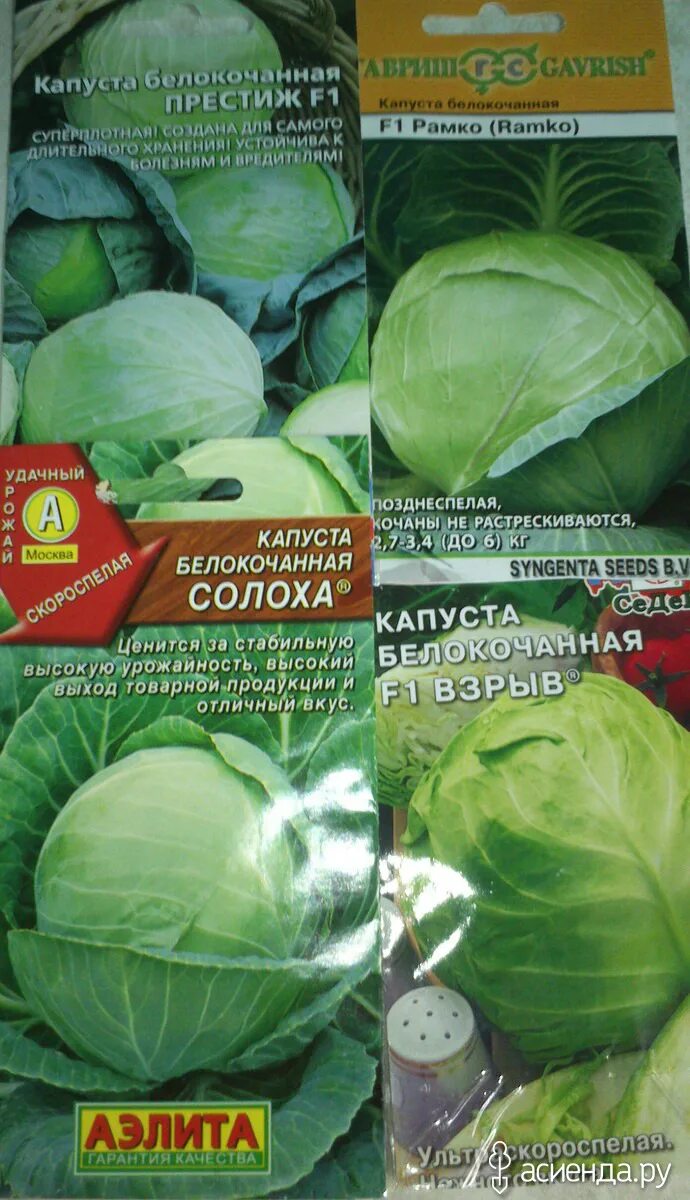 Капуста белокочанная
ПРЕСТИЖ F1
СУПЕРПЛОТНАЯ! СОЗДАНА ДЛЯ САМОГО
ДЛИТЕЛЬНОГО ХРАНЕНИЯ! УСТОЙЧИВА К
БОЛЕЗНЯМ И ВРЕДИТЕЛЯМ!
АВРИШ ГС GAVRISH®
Капуста белокочанная
F1 Рамко (Ramko)
ПОЗДНЕСПЕЛАЯ,
КОЧАНЫ НЕ РАСТРЕСКИВАЮТСЯ,
2,7-3,4 (ДО 6) КГ
SYNGENTA SEEDS B.V
УДАЧНЫЙ
УРОЖАЙ
А
Москва
СКОРОСПЕЛАЯ
КАПУСТА
БЕЛОКОЧАННАЯ
СОЛОХА®
Ценится за стабильную
высокую урожайность, высокий
выход товарной продукции и
отличный вкус.
АЭЛИТА
ГАРАНТИЯ КАЧЕСТВА
СеДе
КАПУСТА
БЕЛОКОЧАННАЯ
F1 ВЗРЫВ®
Ультраскороспелая.
асиенда.ру